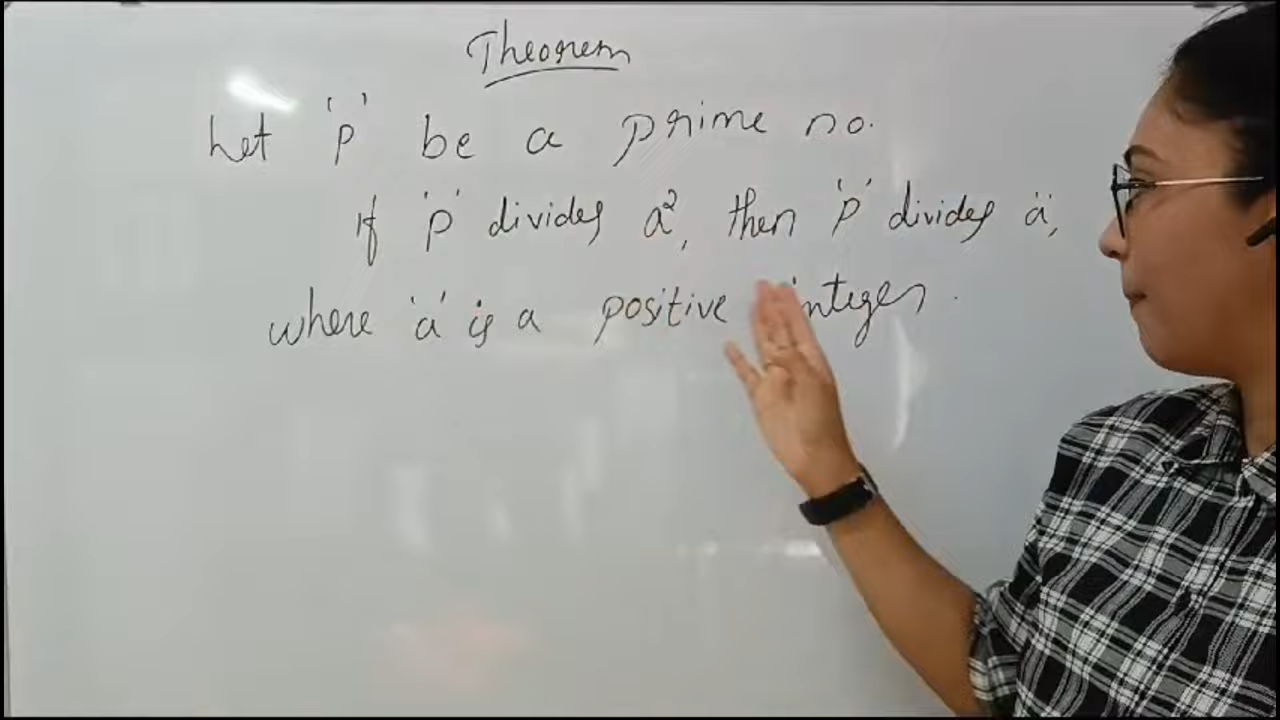 Theorem
Let 'p' be a prime no.
If 'p' divides a², then 'p' divides 'a',
where 'a' is a positive integer.